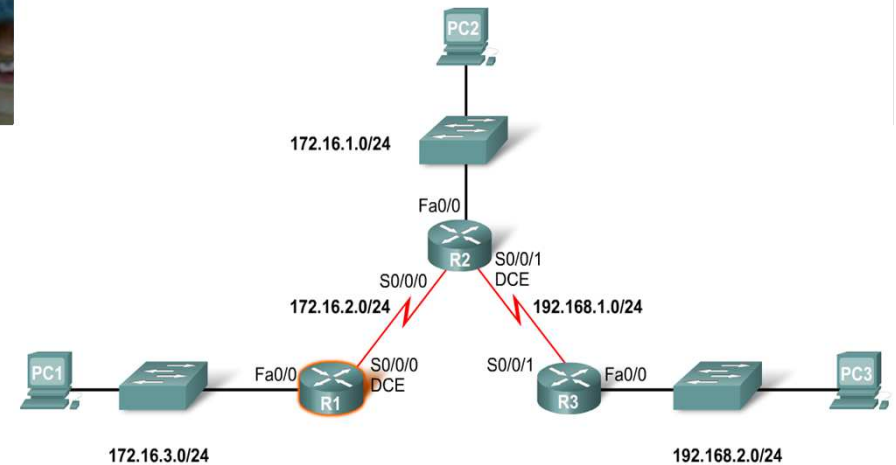 PC2
172.16.1.0/24
Fa0/0
R2
S0/0/1
DCE
S0/0/0
172.16.2.0/24
192.168.1.0/24
PC1
Fa0/0
S0/0/0
DCE
R1
S0/0/1
R3
Fa0/0
PC3
172.16.3.0/24
192.168.2.0/24